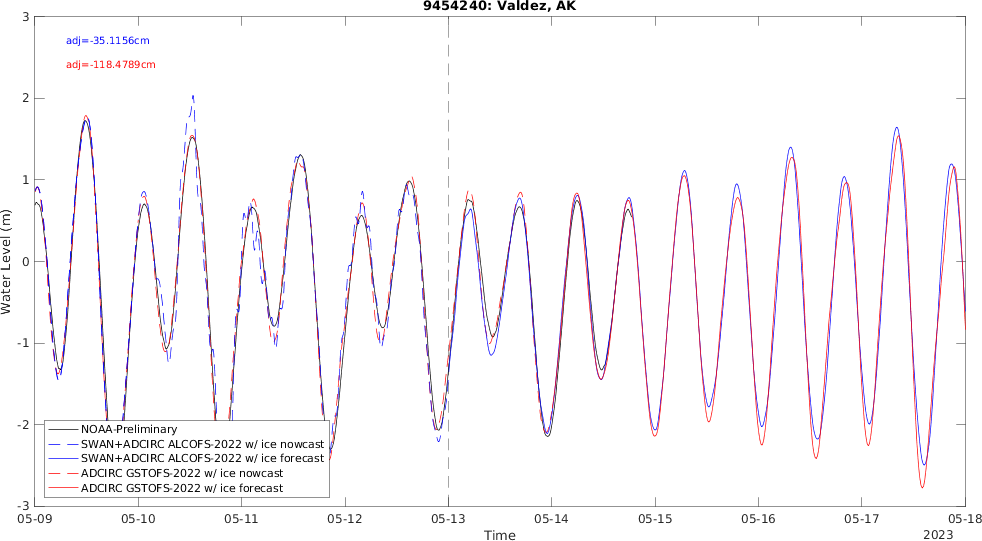 9454240: Valdez, AK
adj=-35.1156cm
adj=-118.4789cm
Water Level (m)
3
2
1
0
-1
-2
-3
NOAA-Preliminary
SWAN+ADCIRC ALCOFS-2022 w/ ice nowcast
SWAN+ADCIRC ALCOFS-2022 w/ ice forecast
ADCIRC GSTOFS-2022 w/ ice nowcast
ADCIRC GSTOFS-2022 w/ ice forecast
05-09 05-10 05-11 05-12 05-13 05-14 05-15 05-16 05-17 05-18
Time
2023